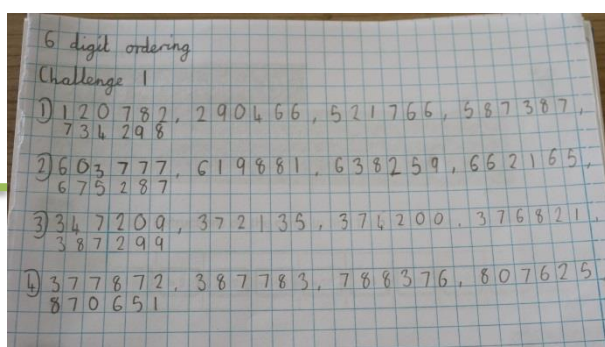 6 digit ordering
Challenge 1
① 120782, 290466, 521766, 587387,
734298
② 603777, 619881, 638259, 662165,
675287
③ 347209, 372135, 374200, 376821,
387299
④ 377872, 387783, 788376, 807625
870651